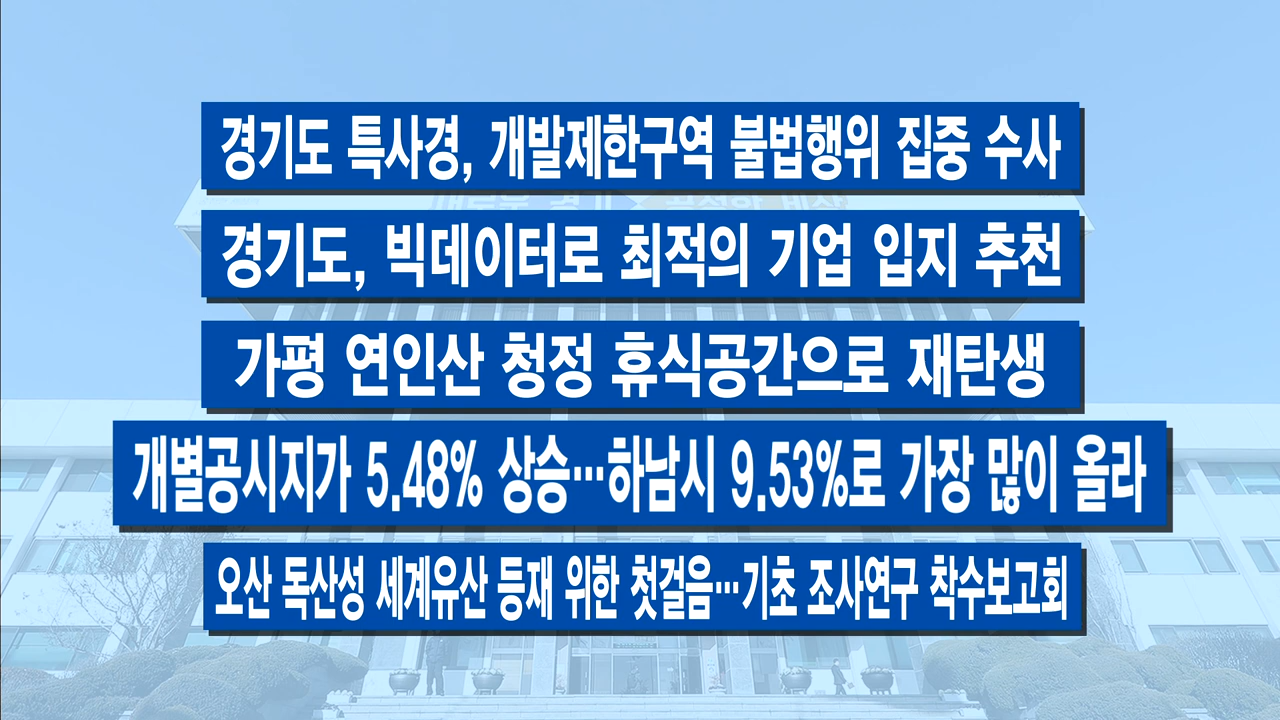 경기도 특사경, 개발제한구역 불법행위 집중 수사
경기도, 빅데이터로 최적의 기업 입지 추천
가평 연인산 청정 휴식공간으로 재탄생
개별공시지가 5.48% 상승…하남시 9.53%로 가장 많이 올라
오산 독산성 세계유산 등재 위한 첫걸음…기초 조사연구 착수보고회